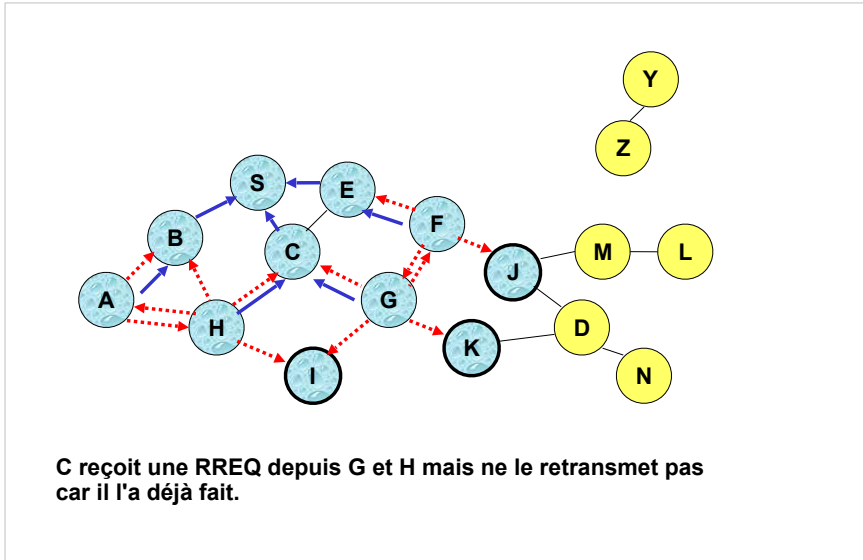 Y
Z
S
E
F
B
C
M
L
J
A
G
H
D
K
I
N
C reçoit une RREQ depuis G et H mais ne le retransmet pas
car il l'a déjà fait.